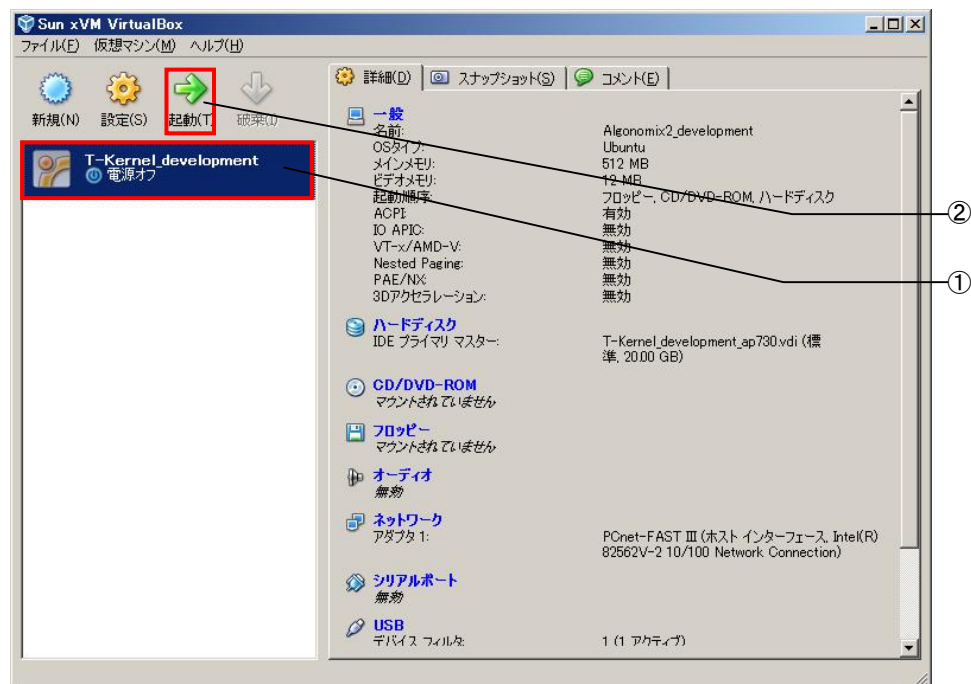 Sun xVM VirtualBox
ファイル(F) 仮想マシン(M) ヘルプ(H)
新規(N) 設定(S) 起動(T) 破棄(I)
T-Kernel_development
電源オフ
詳細(D) スナップショット(S) コメント(E)
一般
名前: Algonomix2_development
OSタイプ: Ubuntu
メインメモリ: 512 MB
ビデオメモリ: 12 MB
起動順序: フロッピー, CD/DVD-ROM, ハードディスク
ACPI: 有効
IO APIC: 無効
VT-x/AMD-V: 無効
Nested Paging: 無効
PAE/NX: 無効
3Dアクセラレーション: 無効
ハードディスク
IDE プライマリ マスター: T-Kernel_development_ap730.vdi (標
準, 20.00 GB)
CD/DVD-ROM
マウントされていません
フロッピー
マウントされていません
オーディオ
無効
ネットワーク
アダプタ 1: PCnet-FAST III (ホスト インターフェース, Intel(R)
82562V-2 10/100 Network Connection)
シリアルポート
無効
USB
デバイス フィルタ: 1 (1 アクティブ)
②
①